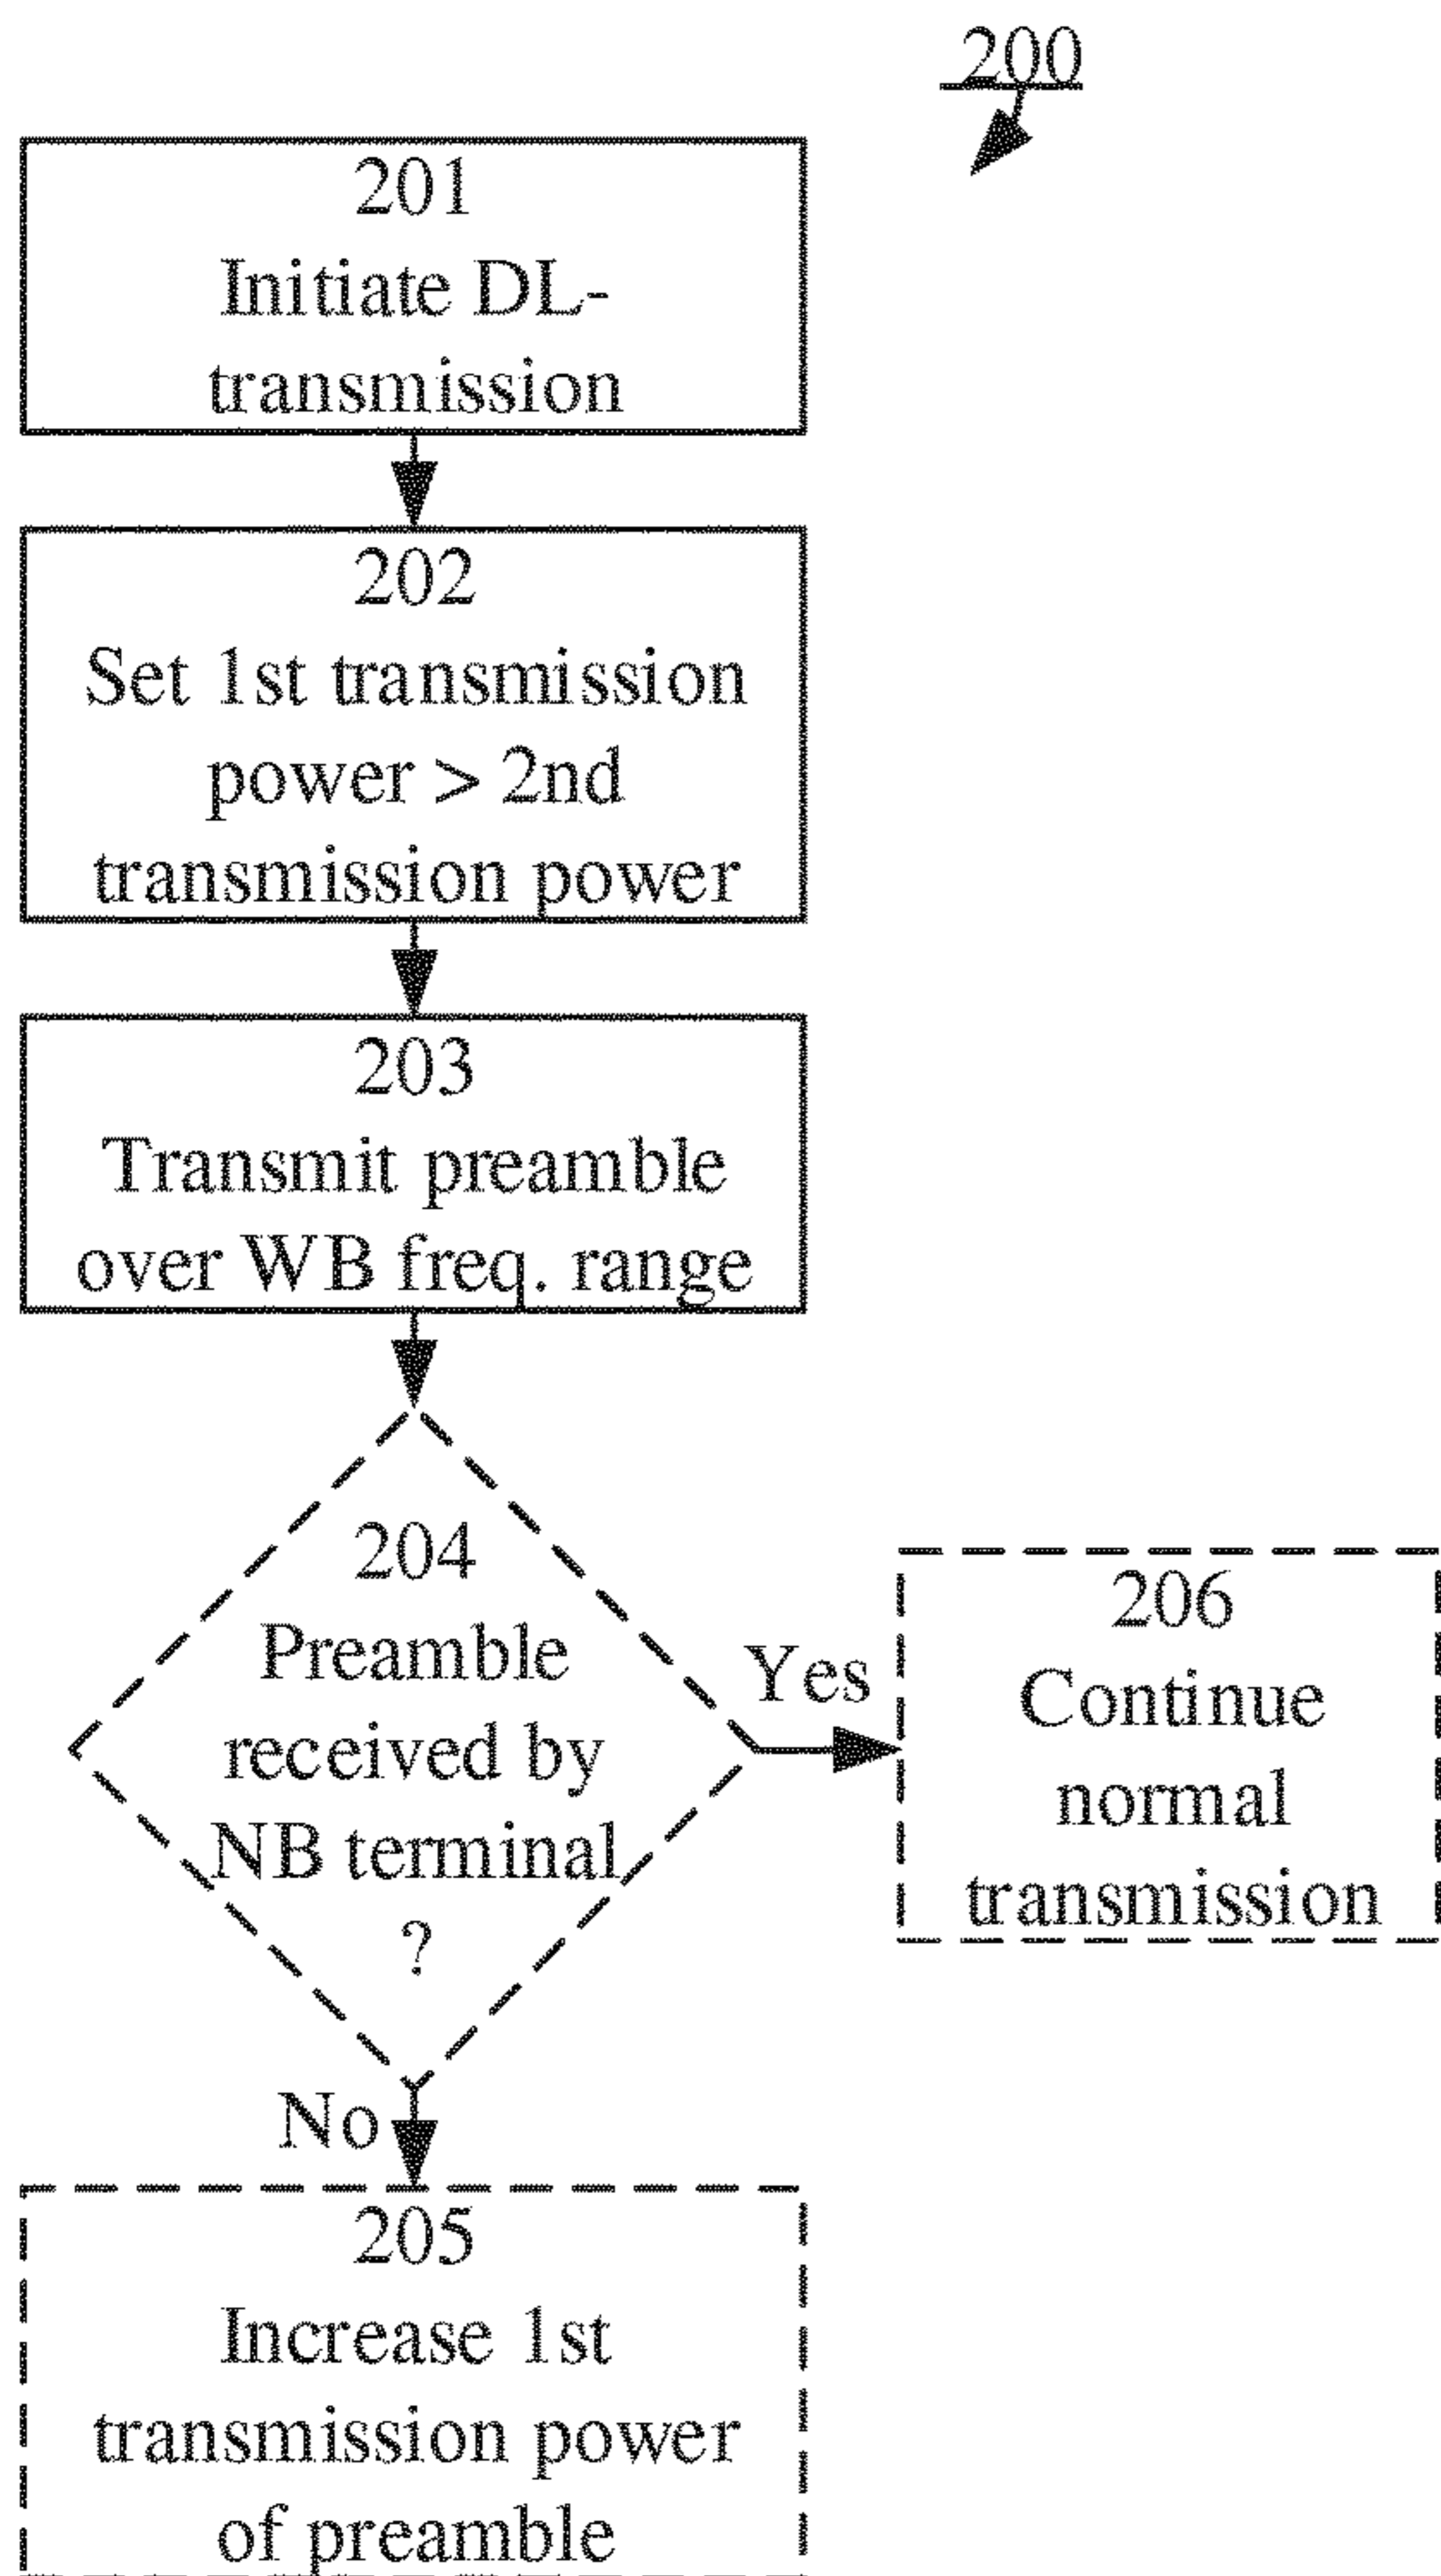 200
201
Initiate DL-
transmission
202
Set 1st transmission
power > 2nd
transmission power
203
Transmit preamble
over WB freq. range
204
Preamble
received by
NB terminal
?
Yes
206
Continue
normal
transmission
No
205
Increase 1st
transmission power
of preamble